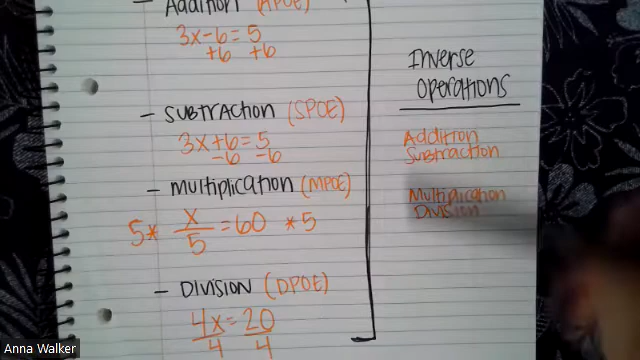 Addition (APOE)
3x-6=5
+6 +6
- SUBTRACTION (SPOE)
3x+6=5
-6 -6
- Multiplication (MPOE)
5* x/5 =60 *5
- DIVISION (DPOE)
4x=20
4 4
Inverse
Operations
Addition
Subtraction
Multiplication
Division
Anna Walker